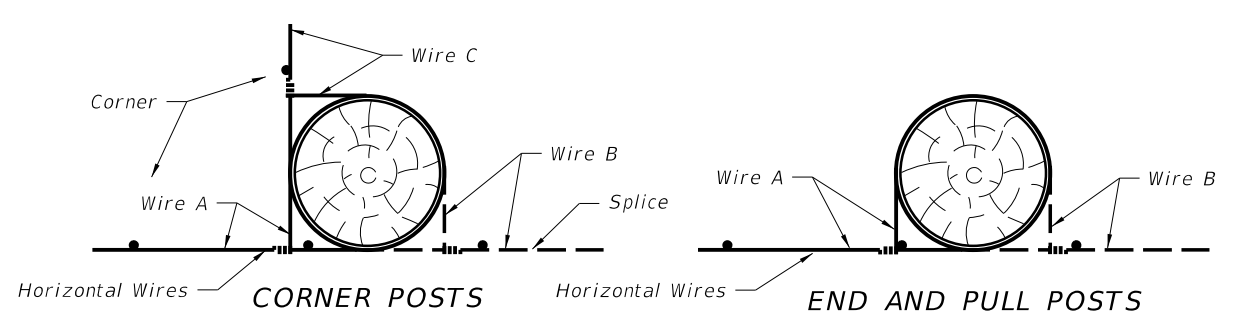 Wire C
Corner
Wire B
Wire A
Splice
Horizontal Wires
CORNER POSTS
Wire A
Wire B
Horizontal Wires
END AND PULL POSTS